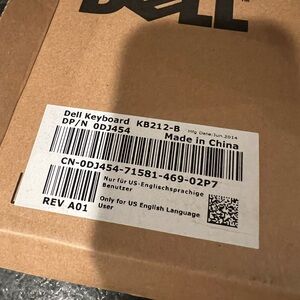 DELL
Dell Keyboard KB212-B
Mfg Date:Jun.2014
DP/N 0DJ454
Made in China
CN-0DJ454-71581-469-02P7
Nur für US-Englischsprachige
Benutzer
Only for US English Language
User
REV A01